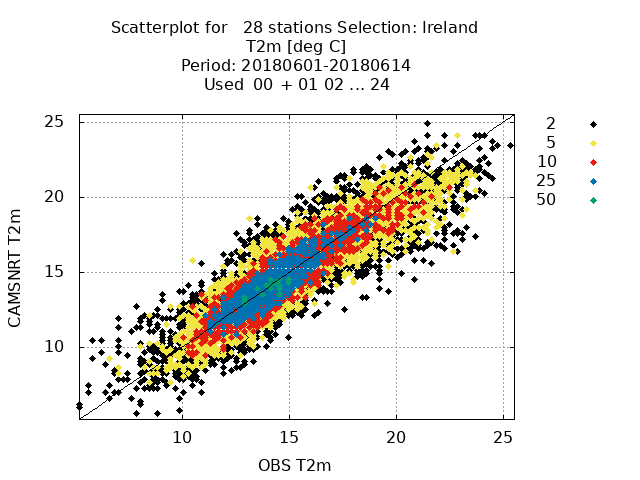 Scatterplot for   28 stations Selection: Ireland
T2m [deg C]
Period: 20180601-20180614
Used  00 + 01 02 ... 24
25
20
15
10
CAMSNRT T2m
10 15 20 25
OBS T2m
2
5
10
25
50